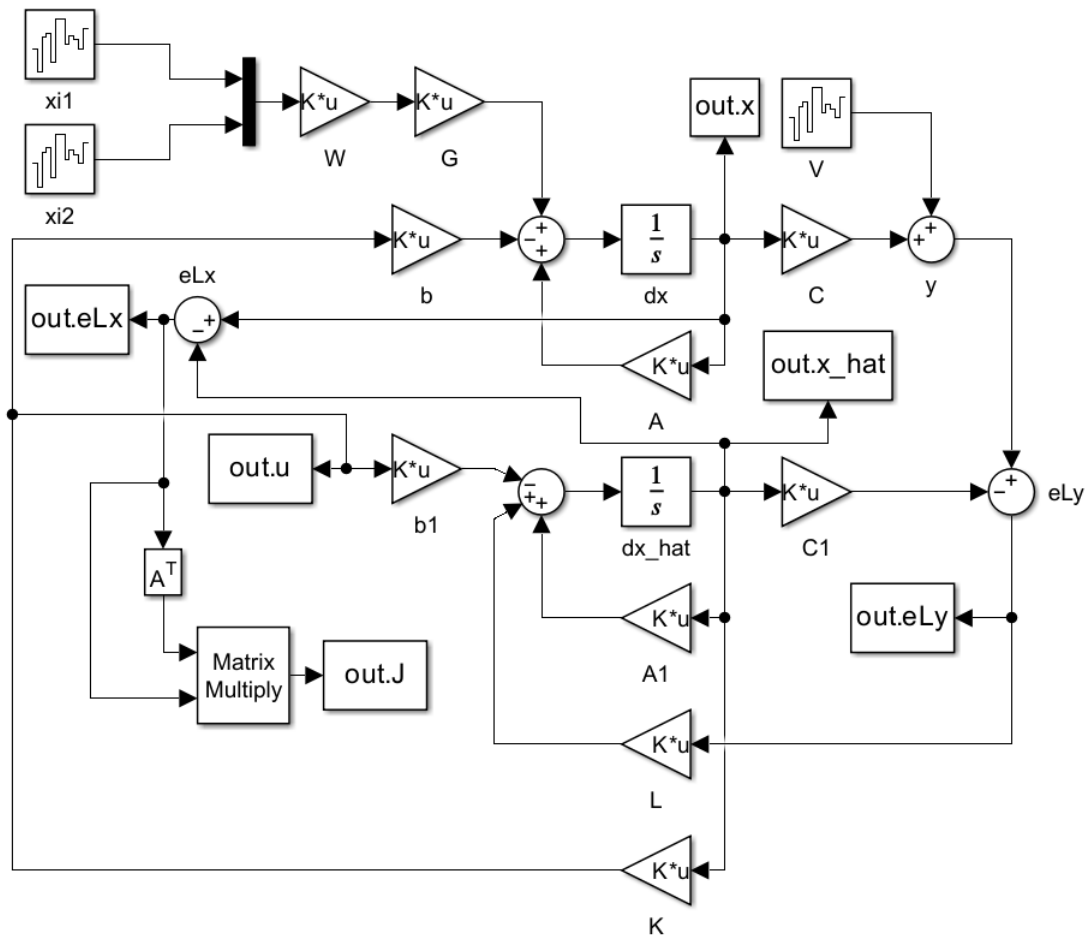 xi1
xi2
K*u
W
K*u
G
out.x
V
K*u
b
- + +
1
s
dx
K*u
C
+ +
y
eLx
out.eLx
- +
K*u
A
out.x_hat
out.u
K*u
b1
- + +
1
s
dx_hat
K*u
C1
- +
eLy
A^T
K*u
A1
out.eLy
Matrix
Multiply
out.J
K*u
L
K*u
K